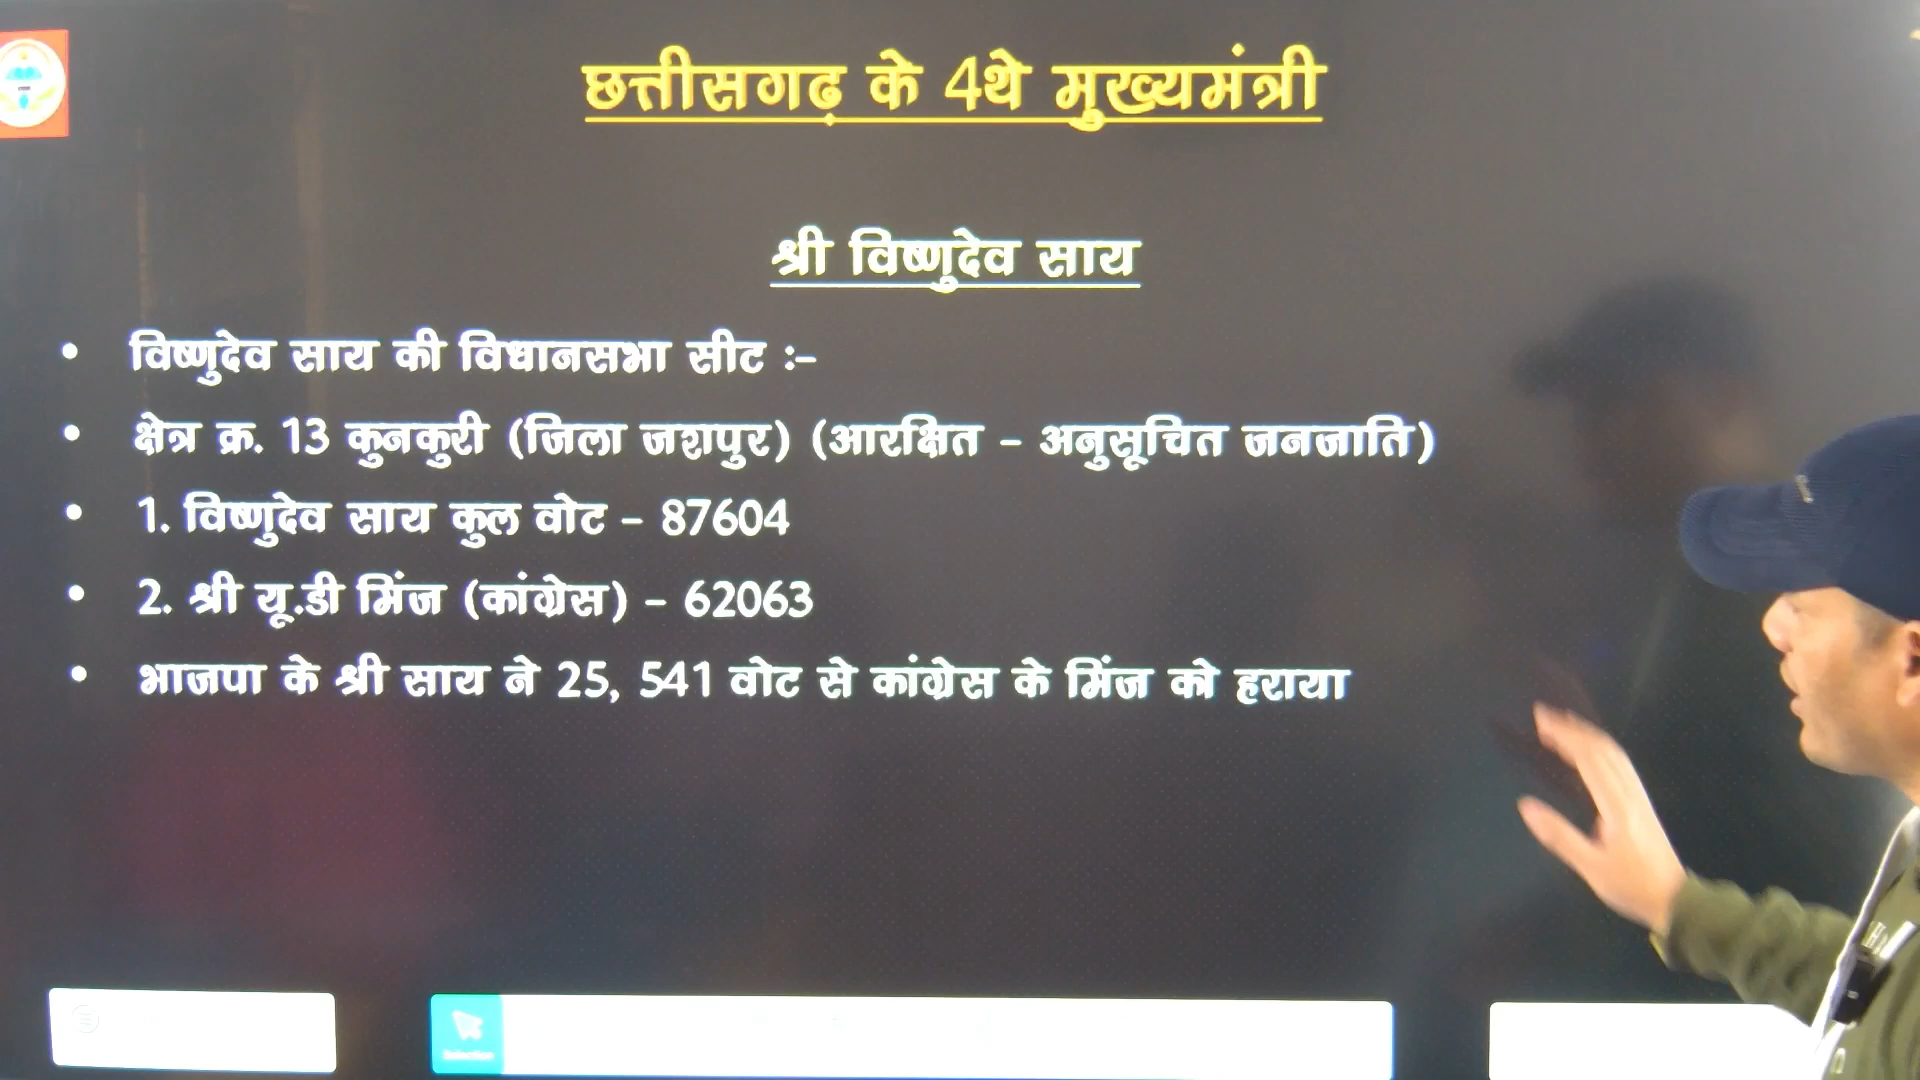 छत्तीसगढ़ के 4थे मुख्यमंत्री
श्री विष्णुदेव साय
• विष्णुदेव साय की विधानसभा सीट :–
• क्षेत्र क्र. 13 कुनकुरी (जिला जशपुर) (आरक्षित – अनुसूचित जनजाति)
• 1. विष्णुदेव साय कुल वोट – 87604
• 2. श्री यू.डी मिंज (कांग्रेस) – 62063
• भाजपा के श्री साय ने 25, 541 वोट से कांग्रेस के मिंज को हराया
Selection